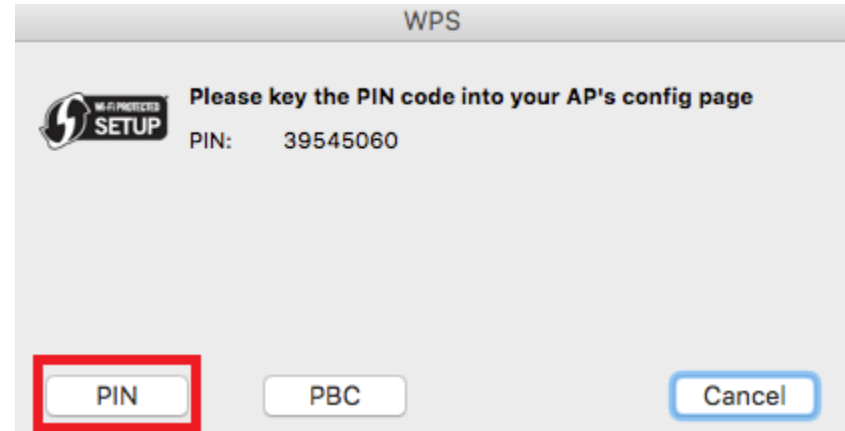 WPS
Please key the PIN code into your AP's config page
WI-FI PROTECTED
SETUP
PIN: 39545060
PIN PBC Cancel